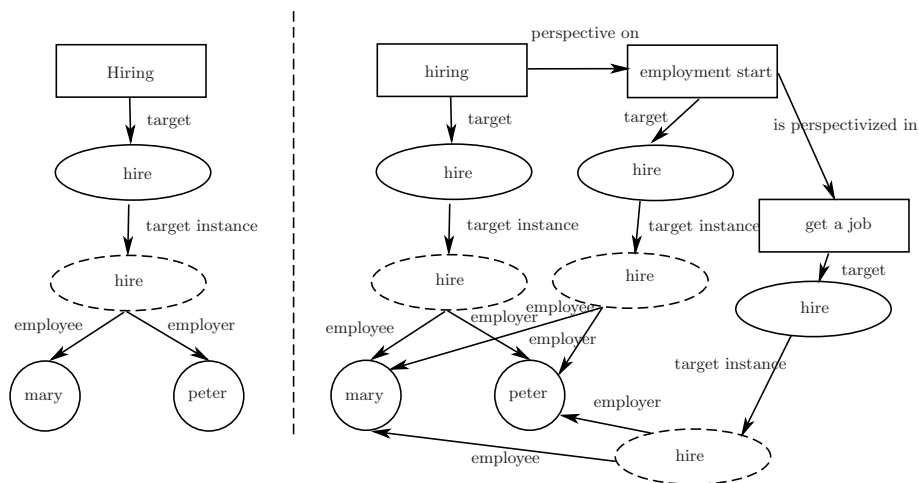 perspective on
Hiring
hiring
employment start
target
target
target
is perspectivized in
hire
hire
hire
target instance
target instance
target instance
get a job
target
hire
hire
hire
hire
employee
employer
employee
employer
employee
employer
target instance
mary
peter
mary
peter
employer
employee
hire